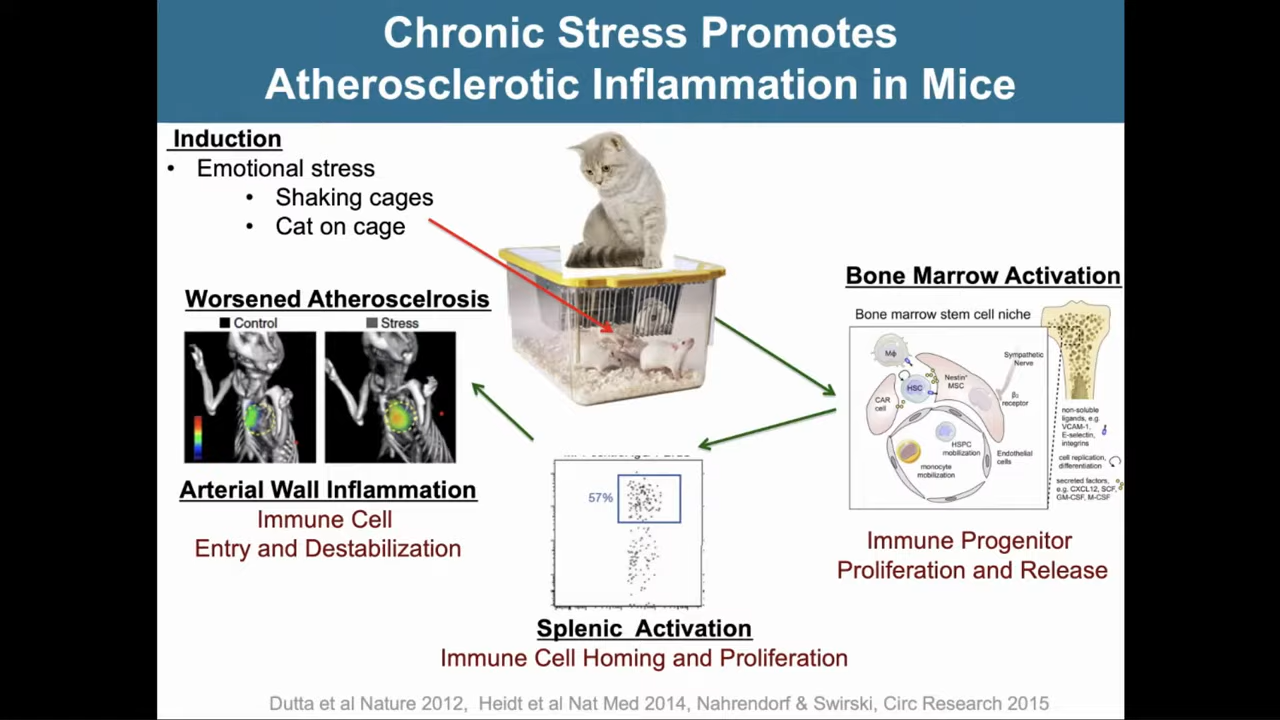 Chronic Stress Promotes
Atherosclerotic Inflammation in Mice
Induction
• Emotional stress
• Shaking cages
• Cat on cage
Worsened Atheroscelrosis
Control
Stress
Arterial Wall Inflammation
Immune Cell
Entry and Destabilization
57%
Splenic Activation
Immune Cell Homing and Proliferation
Bone Marrow Activation
Bone marrow stem cell niche
Mϕ
Sympathetic
Nerve
HSC
Nestin⁺
MSC
CAR
cell
β₃
receptor
HSPC
mobilization
monocyte
mobilization
Endothelial
cells
non-soluble
ligands, e.g.
VCAM-1,
E-selectin,
integrins
cell replication,
differentiation
secreted factors,
e.g. CXCL12, SCF,
GM-CSF, M-CSF
Immune Progenitor
Proliferation and Release
Dutta et al Nature 2012, Heidt et al Nat Med 2014, Nahrendorf & Swirski, Circ Research 2015